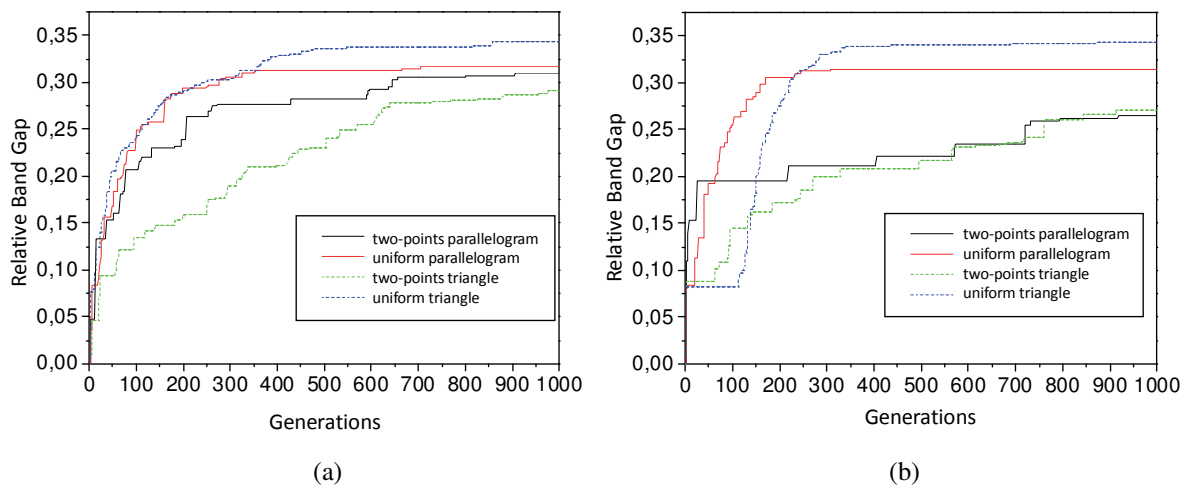 0,35
0,30
0,25
0,20
0,15
0,10
0,05
0,00
Relative Band Gap
two-points parallelogram
uniform parallelogram
two-points triangle
uniform triangle
0 100 200 300 400 500 600 700 800 900 1000
Generations
(a)
0,35
0,30
0,25
0,20
0,15
0,10
0,05
0,00
Relative Band Gap
two-points parallelogram
uniform parallelogram
two-points triangle
uniform triangle
0 100 200 300 400 500 600 700 800 900 1000
Generations
(b)